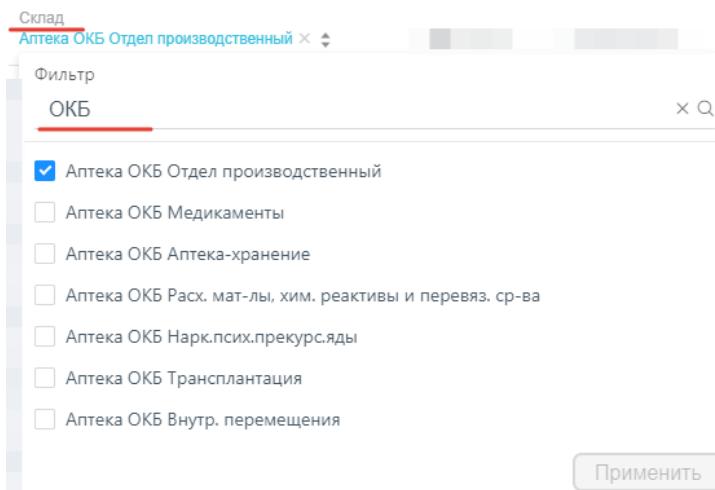 Склад
Аптека ОКБ Отдел производственный
Фильтр
ОКБ
Аптека ОКБ Отдел производственный
Аптека ОКБ Медикаменты
Аптека ОКБ Аптека-хранение
Аптека ОКБ Расх. мат-лы, хим. реактивы и перевяз. ср-ва
Аптека ОКБ Нарк.псих.прекурс.яды
Аптека ОКБ Трансплантация
Аптека ОКБ Внутр. перемещения
Применить